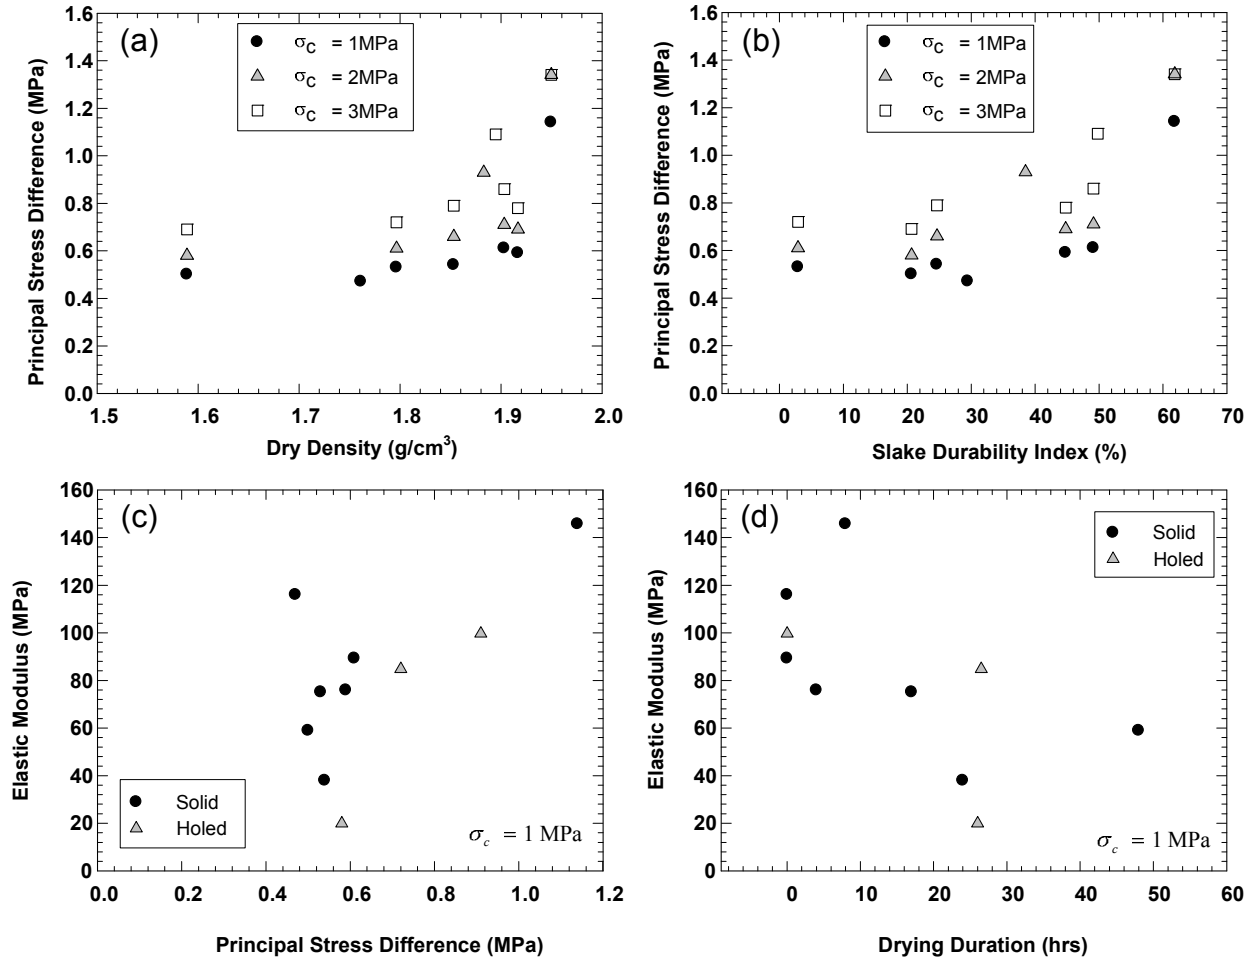 (a)
σc = 1MPa
σc = 2MPa
σc = 3MPa
1.6
1.4
1.2
1.0
0.8
0.6
0.4
0.2
0.0
Principal Stress Difference (MPa)
1.5 1.6 1.7 1.8 1.9 2.0
Dry Density (g/cm³)
(b)
σc = 1MPa
σc = 2MPa
σc = 3MPa
1.6
1.4
1.2
1.0
0.8
0.6
0.4
0.2
0.0
Principal Stress Difference (MPa)
0 10 20 30 40 50 60 70
Slake Durability Index (%)
(c)
160
140
120
100
80
60
40
20
0
Elastic Modulus (MPa)
Solid
Holed
σc = 1 MPa
0.0 0.2 0.4 0.6 0.8 1.0 1.2
Principal Stress Difference (MPa)
(d)
Solid
Holed
160
140
120
100
80
60
40
20
0
Elastic Modulus (MPa)
σc = 1 MPa
0 10 20 30 40 50 60
Drying Duration (hrs)